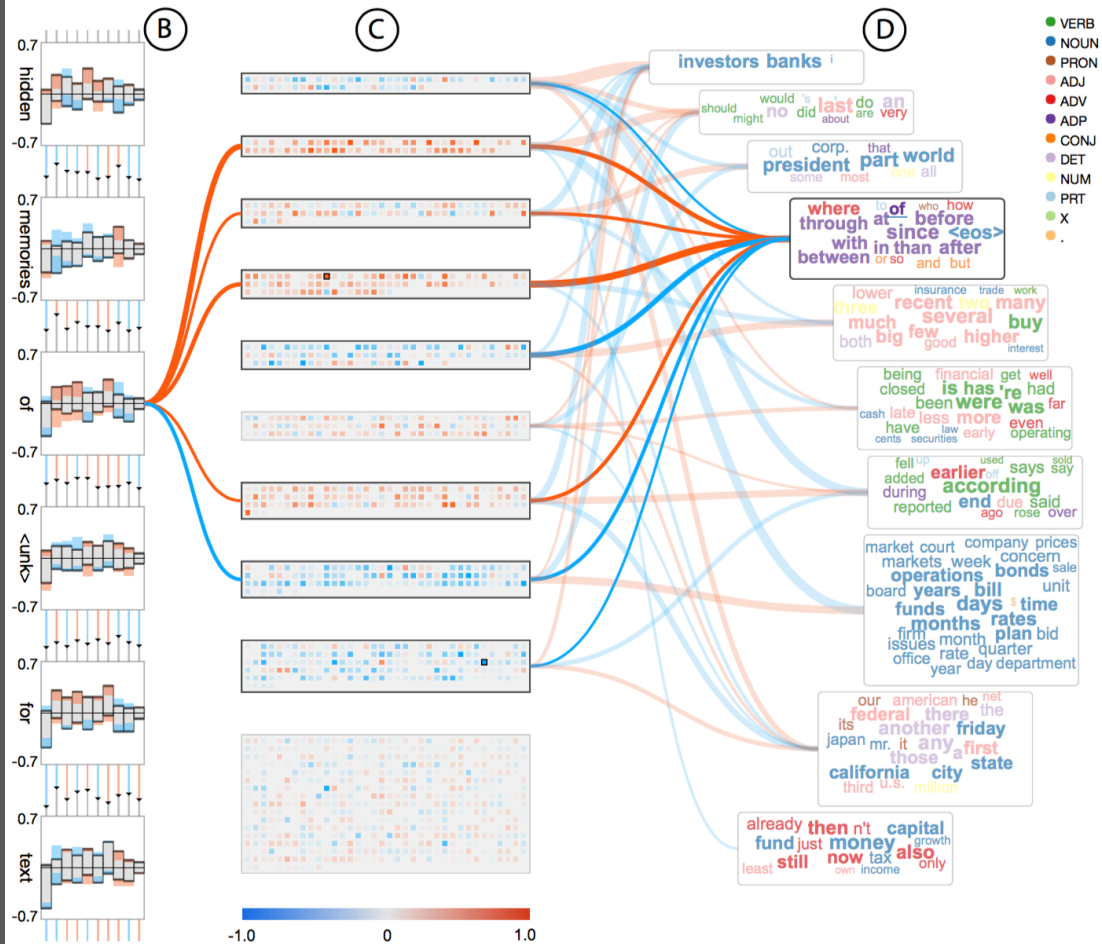 B
C
D
0.7
hidden
-0.7
0.7
memories
-0.7
0.7
of
-0.7
0.7
<unk>
-0.7
0.7
for
-0.7
0.7
text
-0.7
-1.0 0 1.0
investors banks i
would 's last do an
should might no did about are very
out corp. that
president part world
some most one all
where to of who how
through at before
since <eos>
with in than after
between or so and but
lower insurance trade work
three recent two many
much several buy
both big few good higher
interest
being financial get well
closed is has 're had
been were was far
cash late less more even
have law early operating
cents securities
fell up used sold
added earlier off says say
during according
reported end due said
ago rose over
market court company prices
markets week concern
operations bonds sale
board years bill unit
funds days $ time
months rates
firm plan bid
issues month quarter
office rate
year day department
our american he net
federal there the
its another friday
japan mr. it any first
those a state
california city
third u.s. million
already then n't capital
fund just money growth
still now tax also
least own income only
VERB
NOUN
PRON
ADJ
ADV
ADP
CONJ
DET
NUM
PRT
X
.